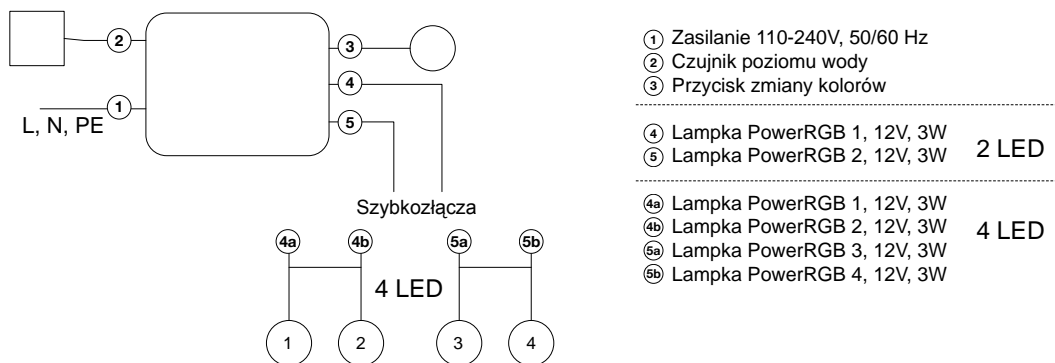 2
1
L, N, PE
3
4
5
Szybkozłącza
4a
4b
5a
5b
4 LED
1
2
3
4
1 Zasilanie 110-240V, 50/60 Hz
2 Czujnik poziomu wody
3 Przycisk zmiany kolorów
4 Lampka PowerRGB 1, 12V, 3W
5 Lampka PowerRGB 2, 12V, 3W
2 LED
4a Lampka PowerRGB 1, 12V, 3W
4b Lampka PowerRGB 2, 12V, 3W
5a Lampka PowerRGB 3, 12V, 3W
5b Lampka PowerRGB 4, 12V, 3W
4 LED